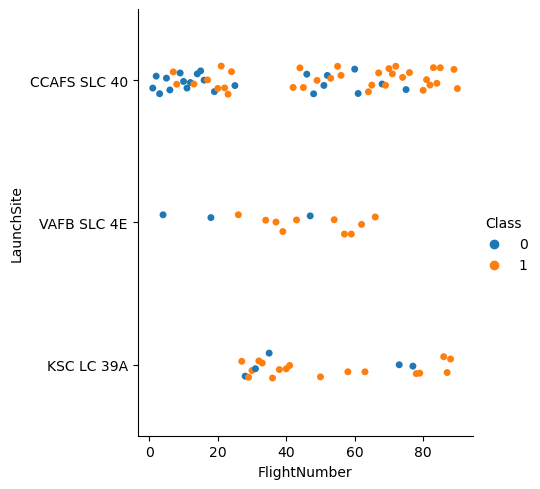 CCAFS SLC 40
VAFB SLC 4E
KSC LC 39A
LaunchSite
0 20 40 60 80
FlightNumber
Class
0
1